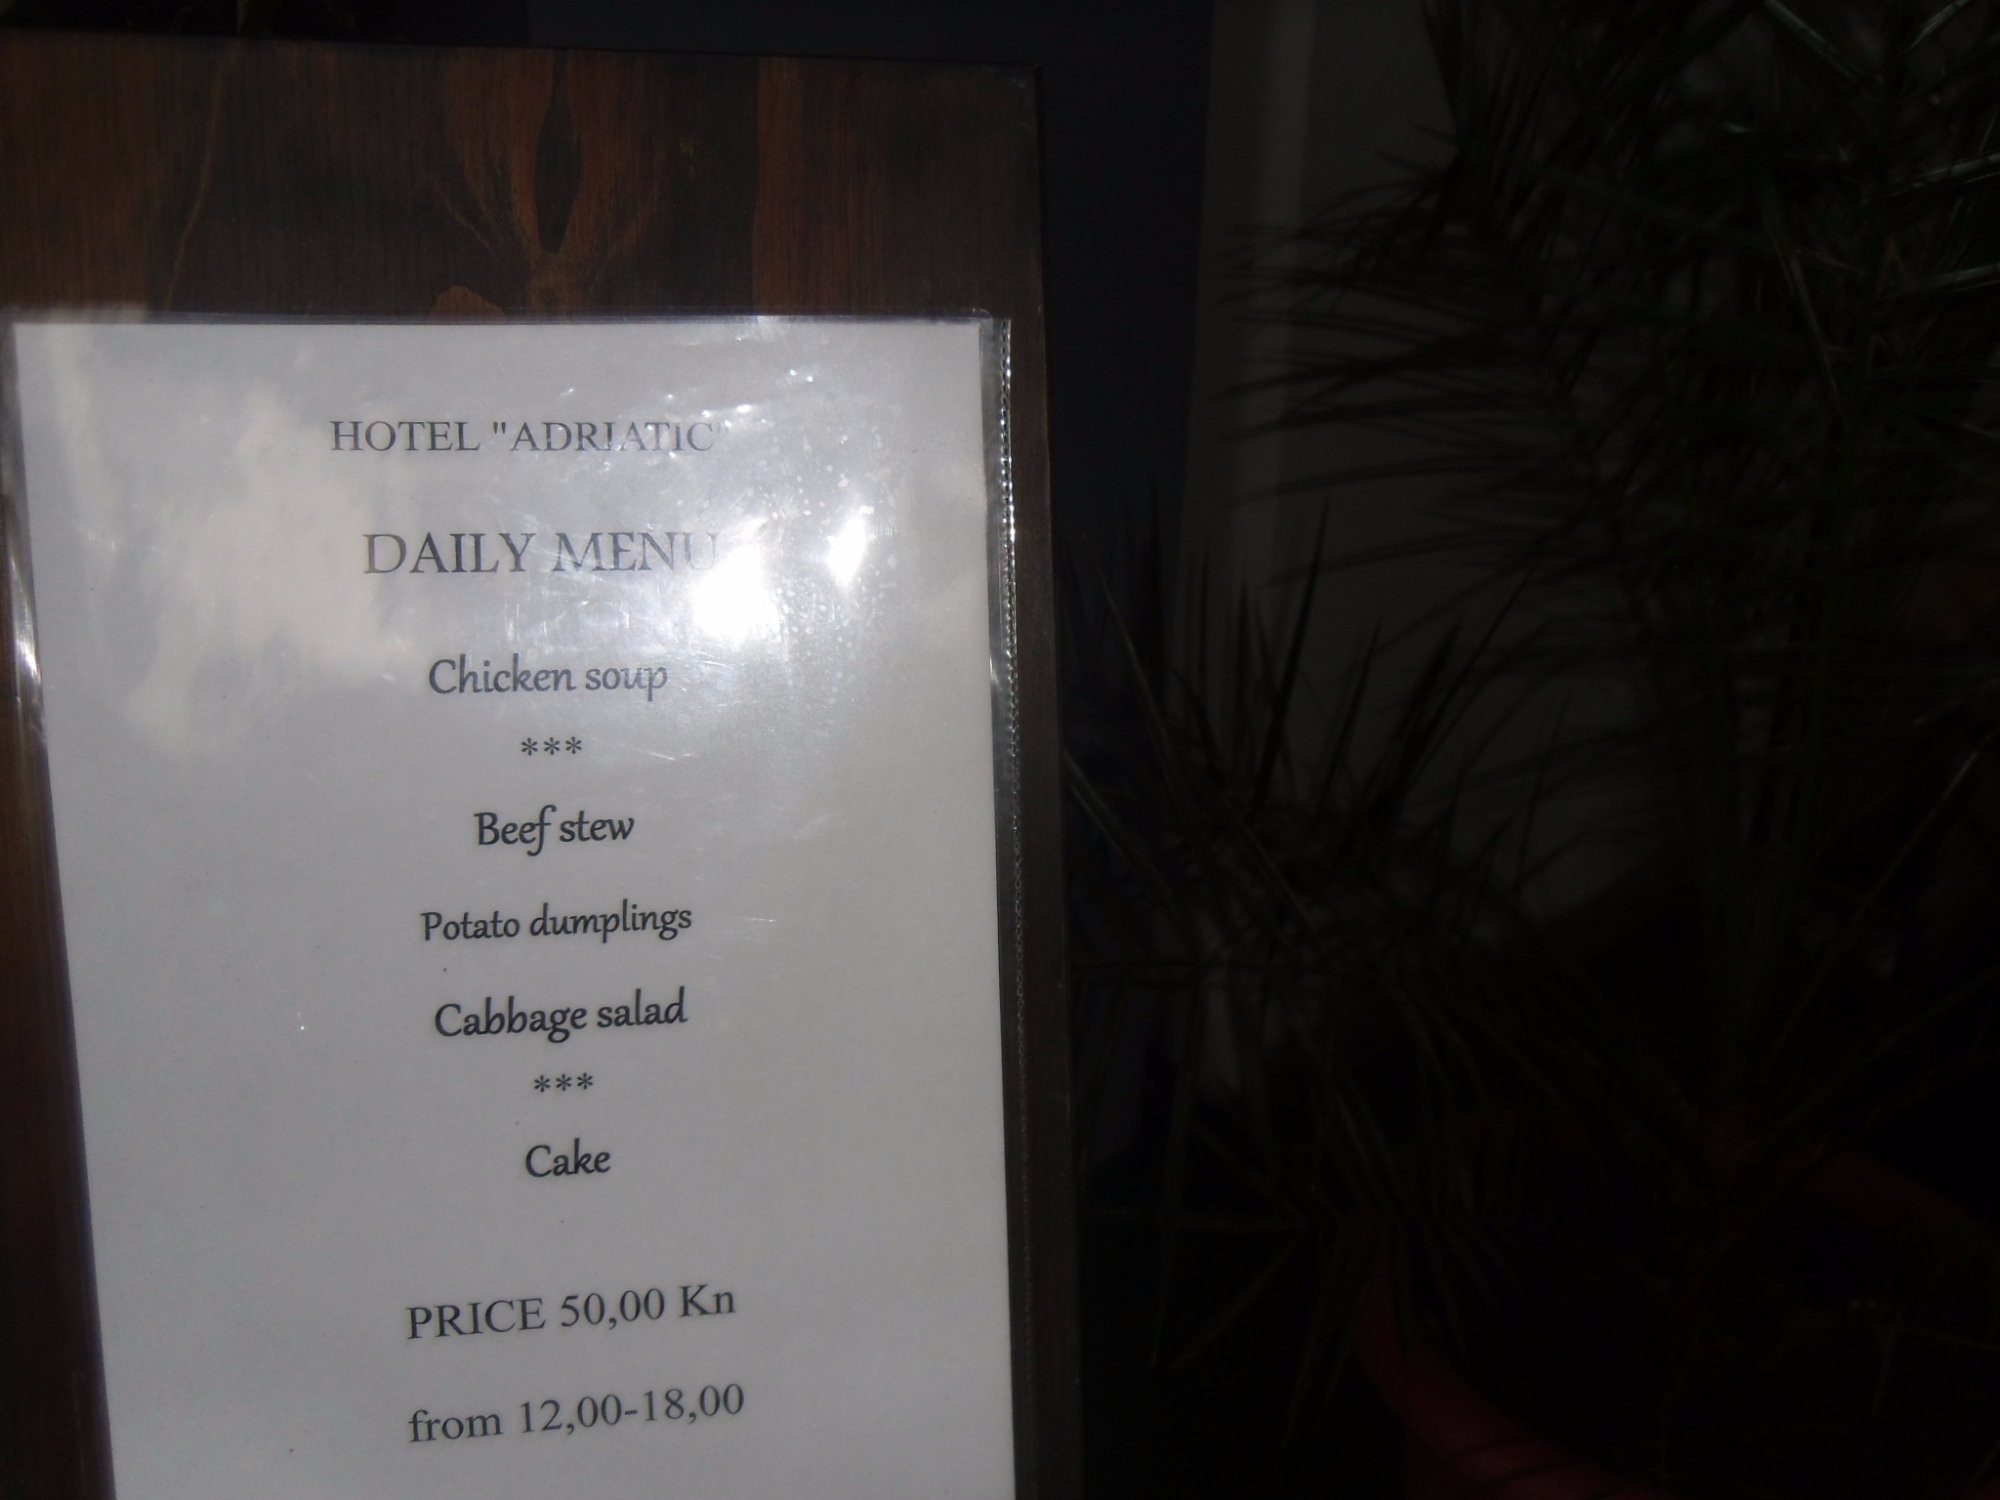 HOTEL "ADRIATIC"
DAILY MENU
Chicken soup
***
Beef stew
Potato dumplings
Cabbage salad
***
Cake
PRICE 50,00 Kn
from 12,00-18,00